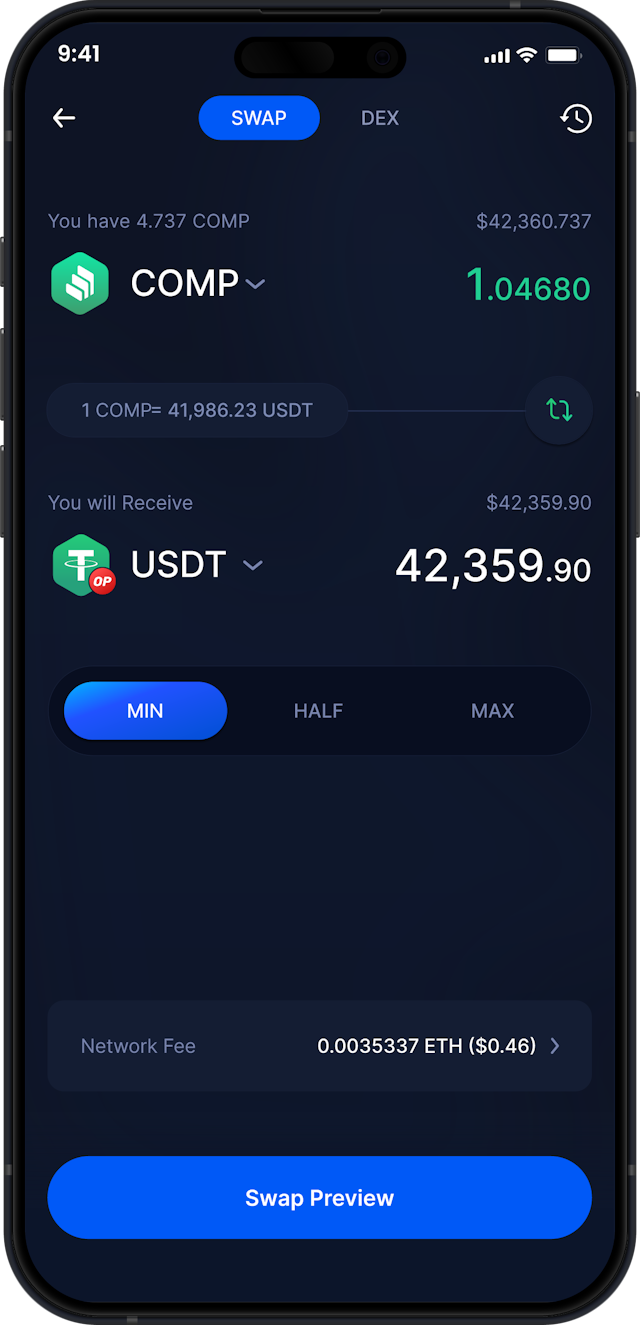 9:41
SWAP DEX
You have 4.737 COMP $42,360.737
COMP 1.04680
1 COMP= 41,986.23 USDT
You will Receive $42,359.90
USDT 42,359.90
OP
MIN HALF MAX
Network Fee 0.0035337 ETH ($0.46)
Swap Preview